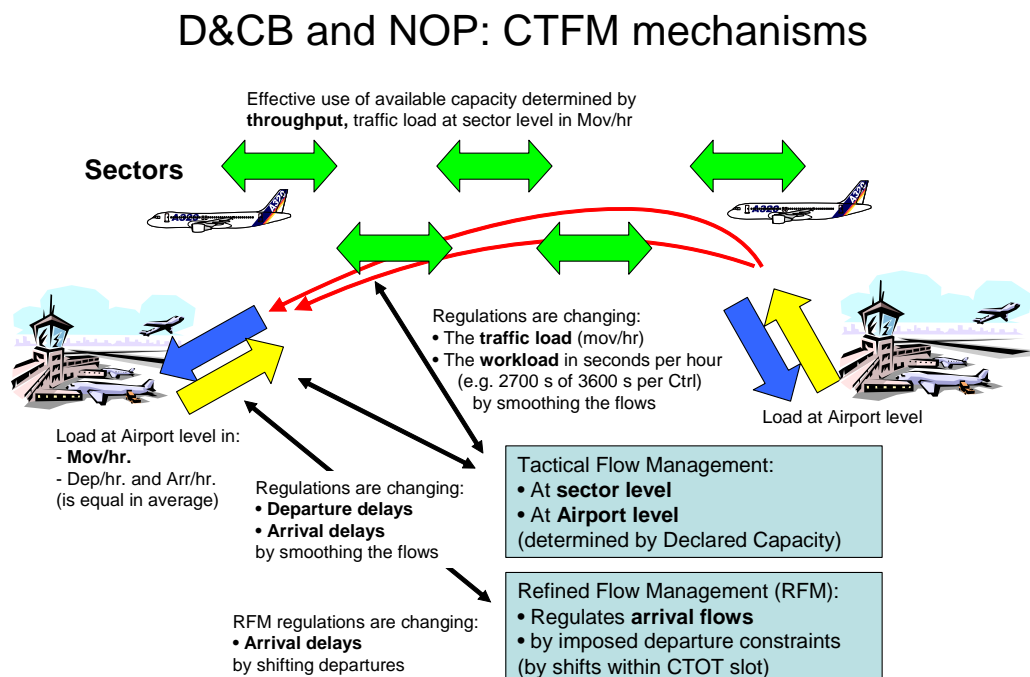 D&CB and NOP: CTFM mechanisms
Effective use of available capacity determined by
throughput, traffic load at sector level in Mov/hr
Sectors
A320
A320
A320
A320
Regulations are changing:
• The traffic load (mov/hr)
• The workload in seconds per hour
(e.g. 2700 s of 3600 s per Ctrl)
by smoothing the flows
Load at Airport level
Load at Airport level in:
- Mov/hr.
- Dep/hr. and Arr/hr.
(is equal in average)
Regulations are changing:
• Departure delays
• Arrival delays
by smoothing the flows
Tactical Flow Management:
• At sector level
• At Airport level
(determined by Declared Capacity)
RFM regulations are changing:
• Arrival delays
by shifting departures
Refined Flow Management (RFM):
• Regulates arrival flows
• by imposed departure constraints
(by shifts within CTOT slot)